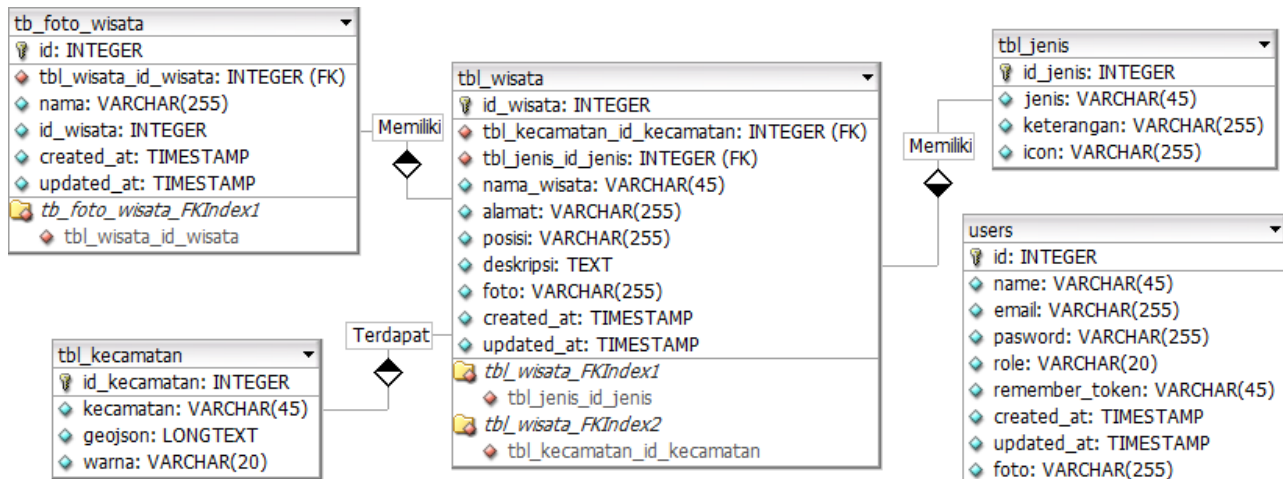 tb_foto_wisata
id: INTEGER
tbl_wisata_id_wisata: INTEGER (FK)
nama: VARCHAR(255)
id_wisata: INTEGER
created_at: TIMESTAMP
updated_at: TIMESTAMP
tb_foto_wisata_FKIndex1
tbl_wisata_id_wisata
Memiliki
tbl_wisata
id_wisata: INTEGER
tbl_kecamatan_id_kecamatan: INTEGER (FK)
tbl_jenis_id_jenis: INTEGER (FK)
nama_wisata: VARCHAR(45)
alamat: VARCHAR(255)
posisi: VARCHAR(255)
deskripsi: TEXT
foto: VARCHAR(255)
created_at: TIMESTAMP
updated_at: TIMESTAMP
tbl_wisata_FKIndex1
tbl_jenis_id_jenis
tbl_wisata_FKIndex2
tbl_kecamatan_id_kecamatan
Memiliki
tbl_jenis
id_jenis: INTEGER
jenis: VARCHAR(45)
keterangan: VARCHAR(255)
icon: VARCHAR(255)
Terdapat
tbl_kecamatan
id_kecamatan: INTEGER
kecamatan: VARCHAR(45)
geojson: LONGTEXT
warna: VARCHAR(20)
users
id: INTEGER
name: VARCHAR(45)
email: VARCHAR(255)
pasword: VARCHAR(255)
role: VARCHAR(20)
remember_token: VARCHAR(45)
created_at: TIMESTAMP
updated_at: TIMESTAMP
foto: VARCHAR(255)